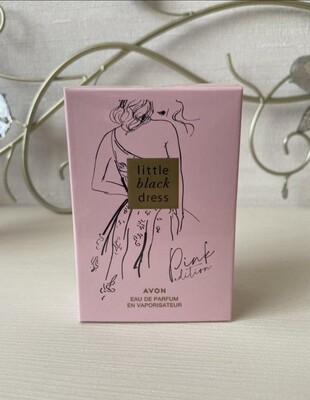 little
black
dress
Pink
edition
AVON
EAU DE PARFUM
EN VAPORISATEUR